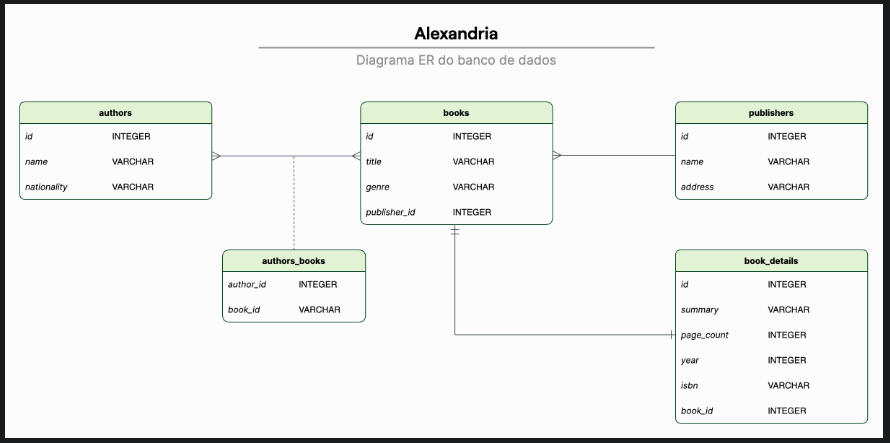 Alexandria
Diagrama ER do banco de dados
authors
id INTEGER
name VARCHAR
nationality VARCHAR
books
id INTEGER
title VARCHAR
genre VARCHAR
publisher_id INTEGER
publishers
id INTEGER
name VARCHAR
address VARCHAR
authors_books
author_id INTEGER
book_id VARCHAR
book_details
id INTEGER
summary VARCHAR
page_count INTEGER
year INTEGER
isbn VARCHAR
book_id INTEGER